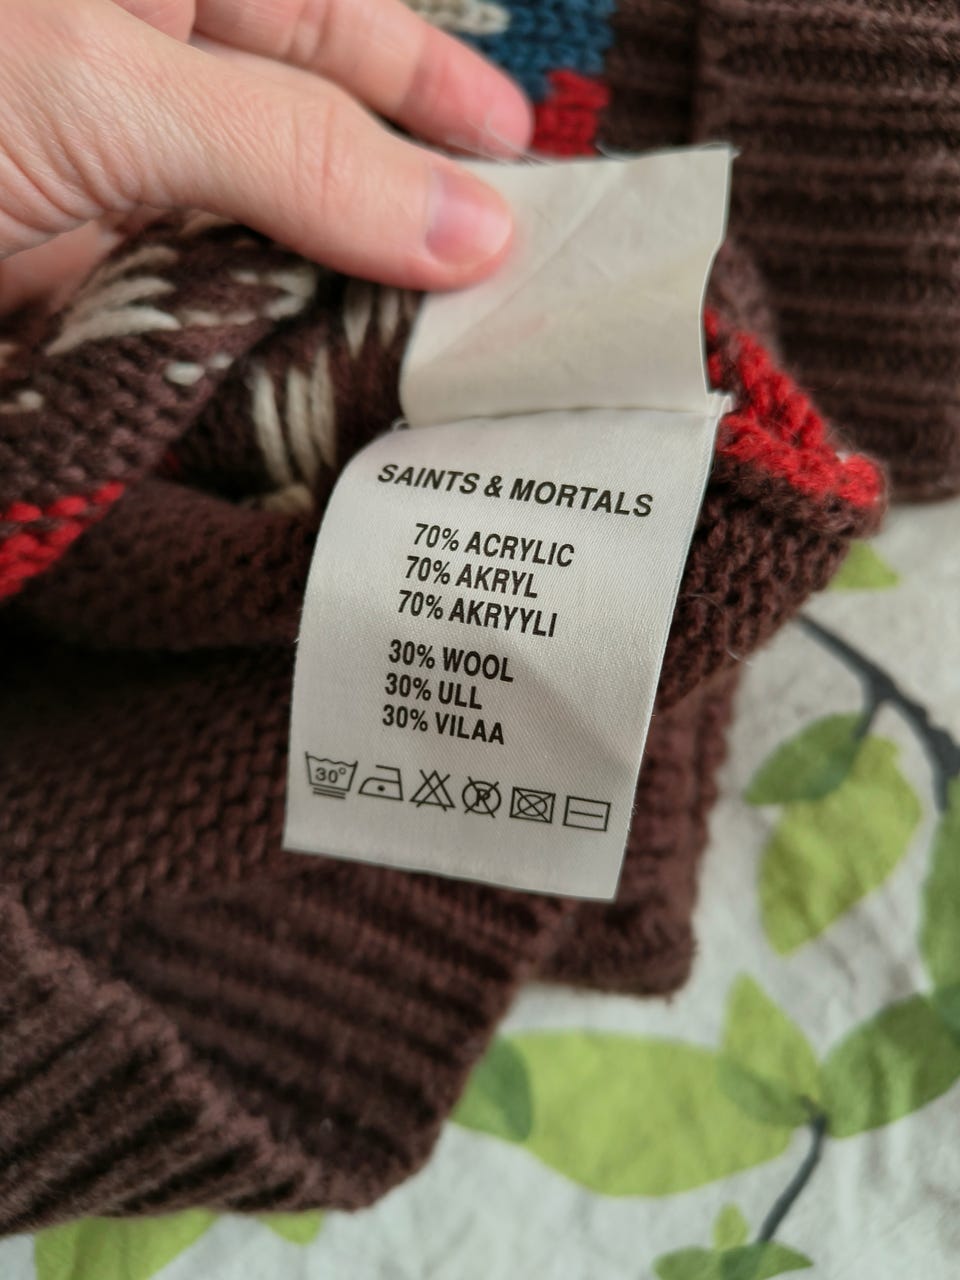 SAINTS & MORTALS
70% ACRYLIC
70% AKRYL
70% AKRYYLI
30% WOOL
30% ULL
30% VILAA
30° R